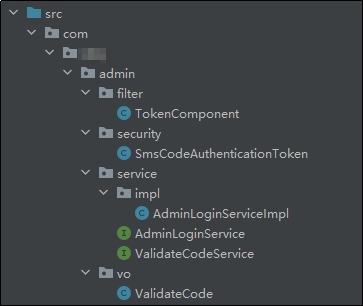 src
com
admin
filter
TokenComponent
security
SmsCodeAuthenticationToken
service
impl
AdminLoginServiceImpl
AdminLoginService
ValidateCodeService
vo
ValidateCode